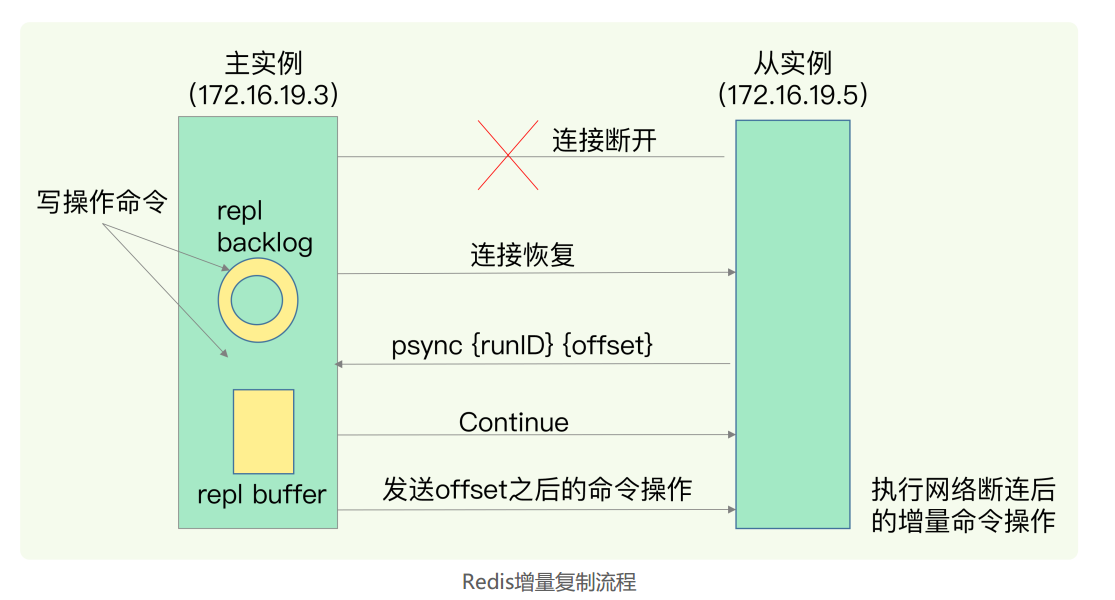 主实例
(172.16.19.3)
从实例
(172.16.19.5)
连接断开
写操作命令
repl
backlog
连接恢复
psync {runID} {offset}
Continue
repl buffer
发送offset之后的命令操作
执行网络断连后
的增量命令操作
Redis增量复制流程